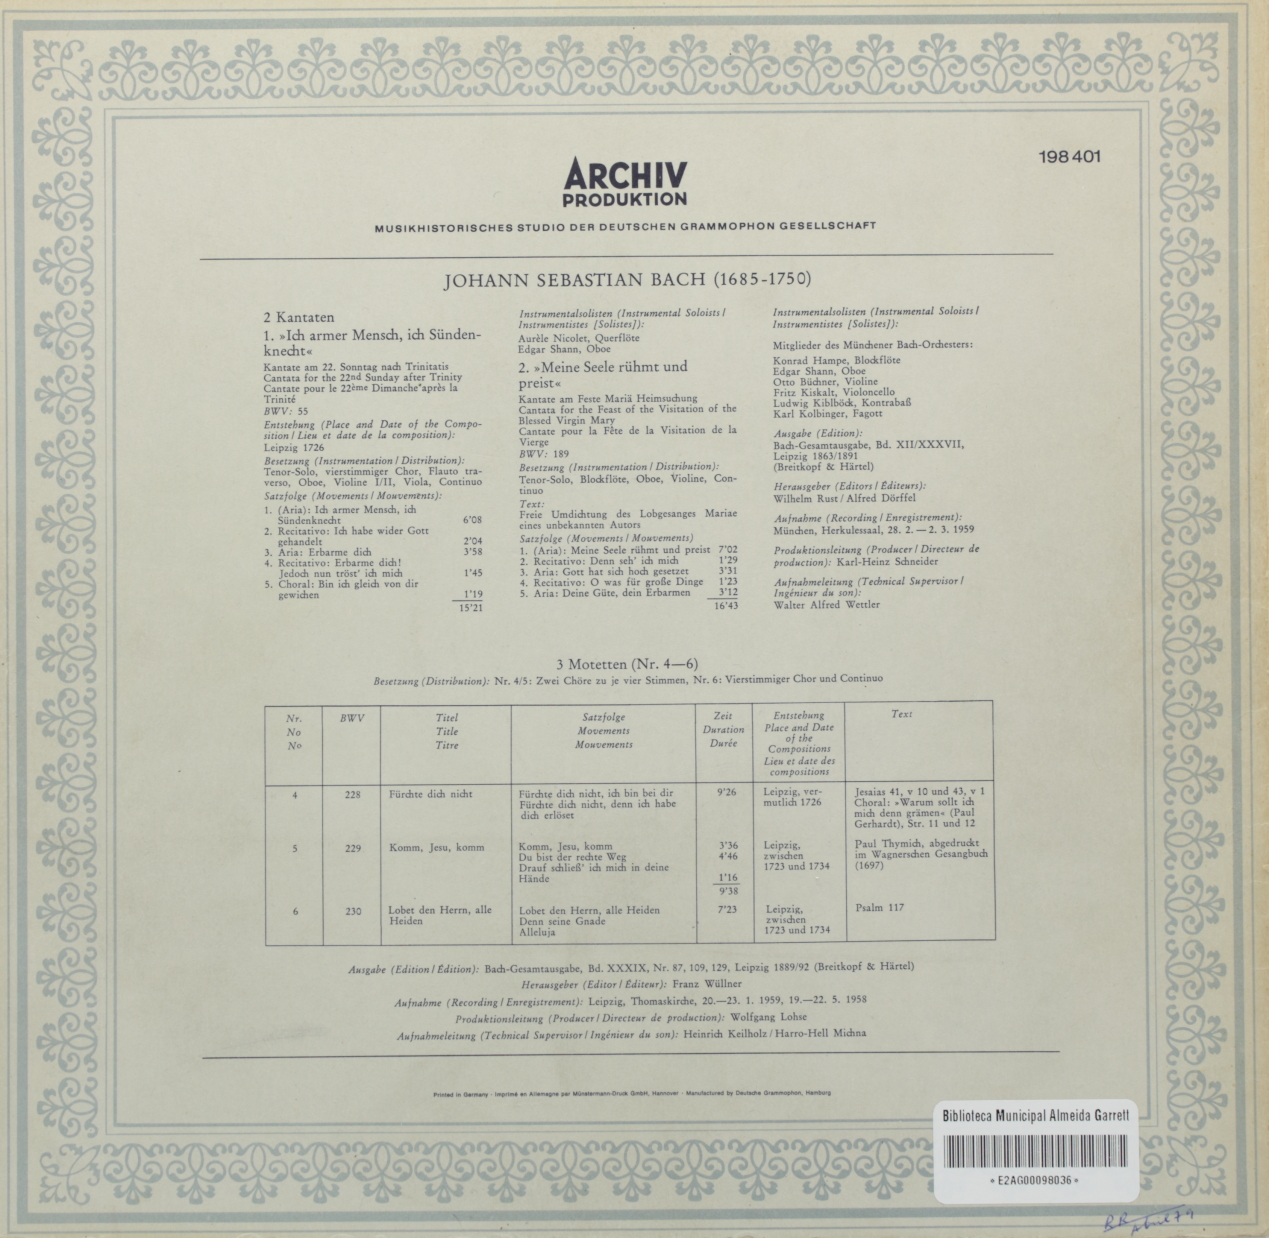 198 401
ARCHIV
PRODUKTION
MUSIKHISTORISCHES STUDIO DER DEUTSCHEN GRAMMOPHON GESELLSCHAFT
JOHANN SEBASTIAN BACH (1685-1750)
2 Kantaten
1. »Ich armer Mensch, ich Sünden-
knecht«
Kantate am 22. Sonntag nach Trinitatis
Cantata for the 22nd Sunday after Trinity
Cantate pour le 22ème Dimanche après la
Trinité
BWV: 55
Entstehung (Place and Date of the Compo-
sition / Lieu et date de la composition):
Leipzig 1726
Besetzung (Instrumentation / Distribution):
Tenor-Solo, vierstimmiger Chor, Flauto tra-
verso, Oboe, Violine I/II, Viola, Continuo
Satzfolge (Movements / Mouvements):
1. (Aria): Ich armer Mensch, ich
Sündenknecht 6'08
2. Recitativo: Ich habe wider Gott
gehandelt 2'04
3. Aria: Erbarme dich 3'58
4. Recitativo: Erbarme dich!
Jedoch nun tröst' ich mich 1'45
5. Choral: Bin ich gleich von dir
gewichen 1'19
15'21
Instrumentalsolisten (Instrumental Soloists /
Instrumentistes [Solistes]):
Aurèle Nicolet, Querflöte
Edgar Shann, Oboe
2. »Meine Seele rühmt und
preist«
Kantate am Feste Mariä Heimsuchung
Cantata for the Feast of the Visitation of the
Blessed Virgin Mary
Cantate pour la Fête de la Visitation de la
Vierge
BWV: 189
Besetzung (Instrumentation / Distribution):
Tenor-Solo, Blockflöte, Oboe, Violine, Con-
tinuo
Text:
Freie Umdichtung des Lobgesanges Mariae
eines unbekannten Autors
Satzfolge (Movements / Mouvements)
1. (Aria): Meine Seele rühmt und preist 7'02
2. Recitativo: Denn seh' ich mich 1'29
3. Aria: Gott hat sich hoch gesetzet 3'31
4. Recitativo: O was für große Dinge 1'23
5. Aria: Deine Güte, dein Erbarmen 3'12
16'43
Instrumentalsolisten (Instrumental Soloists /
Instrumentistes [Solistes]):
Mitglieder des Münchener Bach-Orchesters:
Konrad Hampe, Blockflöte
Edgar Shann, Oboe
Otto Büchner, Violine
Fritz Kiskalt, Violoncello
Ludwig Kiblböck, Kontrabaß
Karl Kolbinger, Fagott
Ausgabe (Edition):
Bach-Gesamtausgabe, Bd. XII/XXXVII,
Leipzig 1863/1891
(Breitkopf & Härtel)
Herausgeber (Editors / Éditeurs):
Wilhelm Rust / Alfred Dörffel
Aufnahme (Recording / Enregistrement):
München, Herkulessaal, 28. 2. — 2. 3. 1959
Produktionsleitung (Producer / Directeur de
production): Karl-Heinz Schneider
Aufnahmeleitung (Technical Supervisor /
Ingénieur du son):
Walter Alfred Wettler
3 Motetten (Nr. 4—6)
Besetzung (Distribution): Nr. 4/5: Zwei Chöre zu je vier Stimmen, Nr. 6: Vierstimmiger Chor und Continuo
Nr.
No
No
BWV
Titel
Title
Titre
Satzfolge
Movements
Mouvements
Zeit
Duration
Durée
Entstehung
Place and Date
of the
Compositions
Lieu et date des
compositions
Text
4
228
Fürchte dich nicht
Fürchte dich nicht, ich bin bei dir
Fürchte dich nicht, denn ich habe
dich erlöset
9'26
Leipzig, ver-
mutlich 1726
Jesaias 41, v 10 und 43, v 1
Choral: »Warum sollt ich
mich denn grämen« (Paul
Gerhardt), Str. 11 und 12
5
229
Komm, Jesu, komm
Komm, Jesu, komm
Du bist der rechte Weg
Drauf schließ' ich mich in deine
Hände
3'36
4'46
1'16
9'38
Leipzig,
zwischen
1723 und 1734
Paul Thymich, abgedruckt
im Wagnerschen Gesangbuch
(1697)
6
230
Lobet den Herrn, alle
Heiden
Lobet den Herrn, alle Heiden
Denn seine Gnade
Alleluja
7'23
Leipzig,
zwischen
1723 und 1734
Psalm 117
Ausgabe (Edition / Édition): Bach-Gesamtausgabe, Bd. XXXIX, Nr. 87, 109, 129, Leipzig 1889/92 (Breitkopf & Härtel)
Herausgeber (Editor / Éditeur): Franz Wüllner
Aufnahme (Recording / Enregistrement): Leipzig, Thomaskirche, 20.—23. 1. 1959, 19.—22. 5. 1958
Produktionsleitung (Producer / Directeur de production): Wolfgang Lohse
Aufnahmeleitung (Technical Supervisor / Ingénieur du son): Heinrich Keilholz / Harro-Hell Michna
Printed in Germany · Imprimé en Allemagne par Münstermann-Druck GmbH, Hannover · Manufactured by Deutsche Grammophon, Hamburg
Biblioteca Municipal Almeida Garrett
* E2AG00098036 *